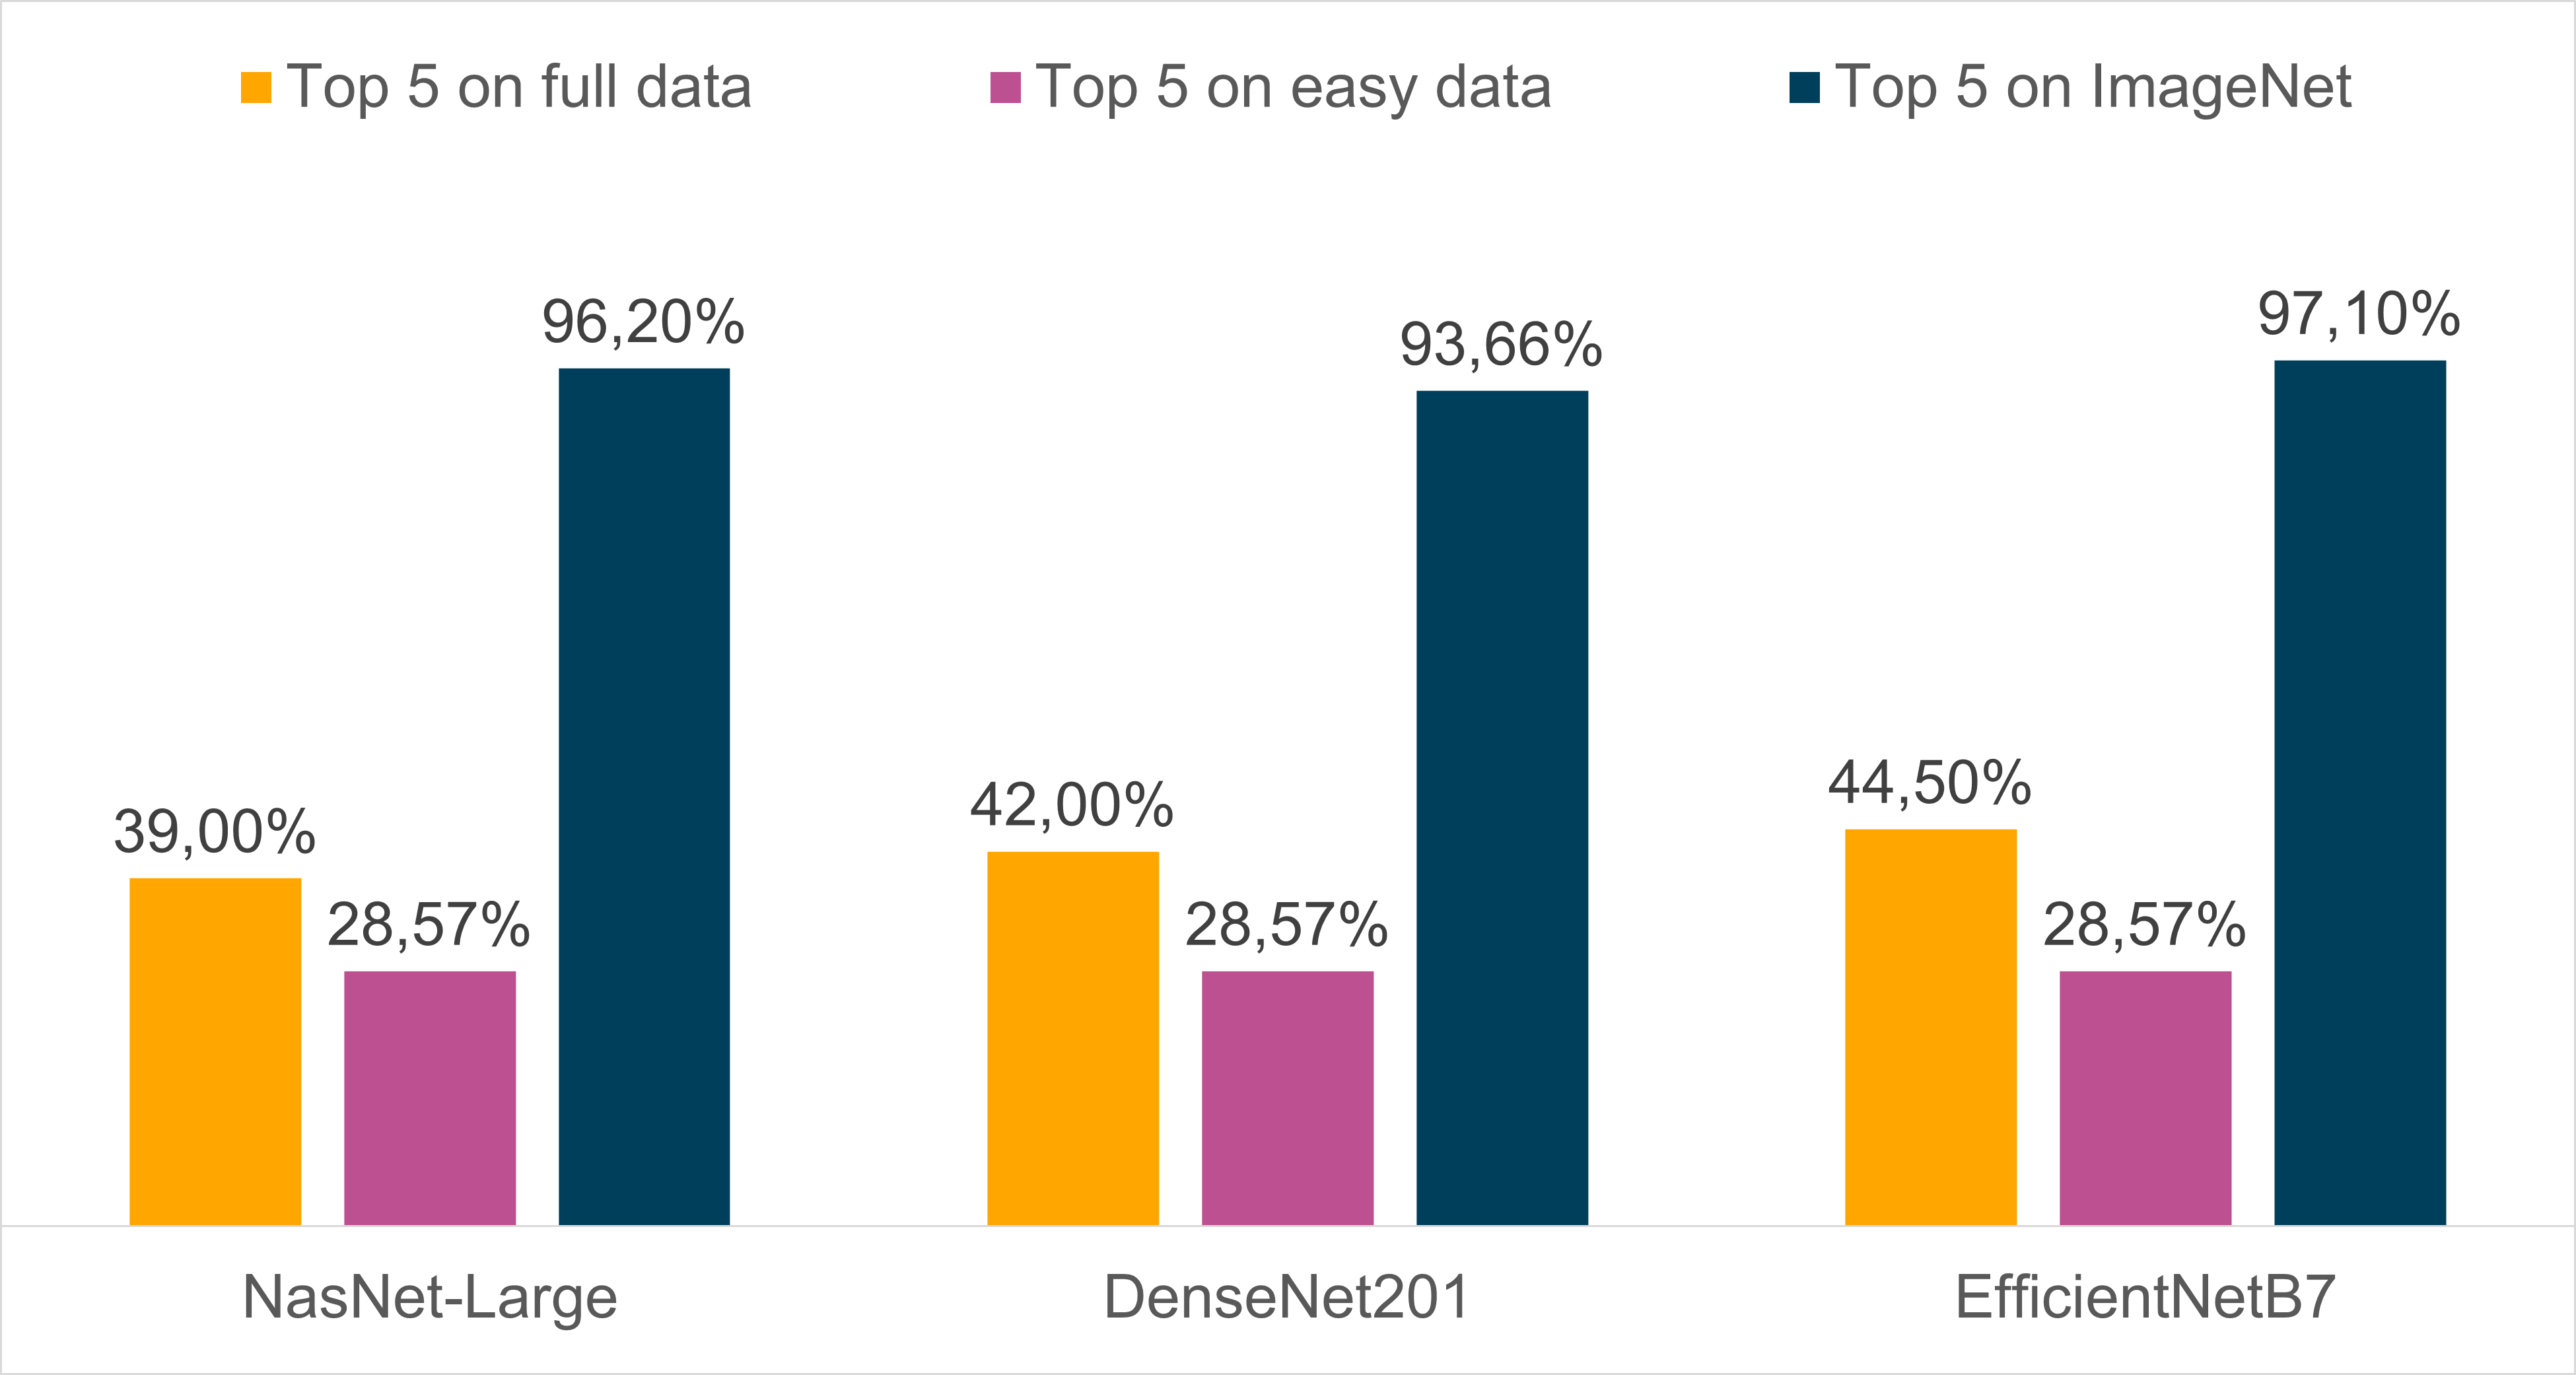 Top 5 on full data
Top 5 on easy data
Top 5 on ImageNet
39,00%
28,57%
96,20%
42,00%
28,57%
93,66%
44,50%
28,57%
97,10%
NasNet-Large
DenseNet201
EfficientNetB7